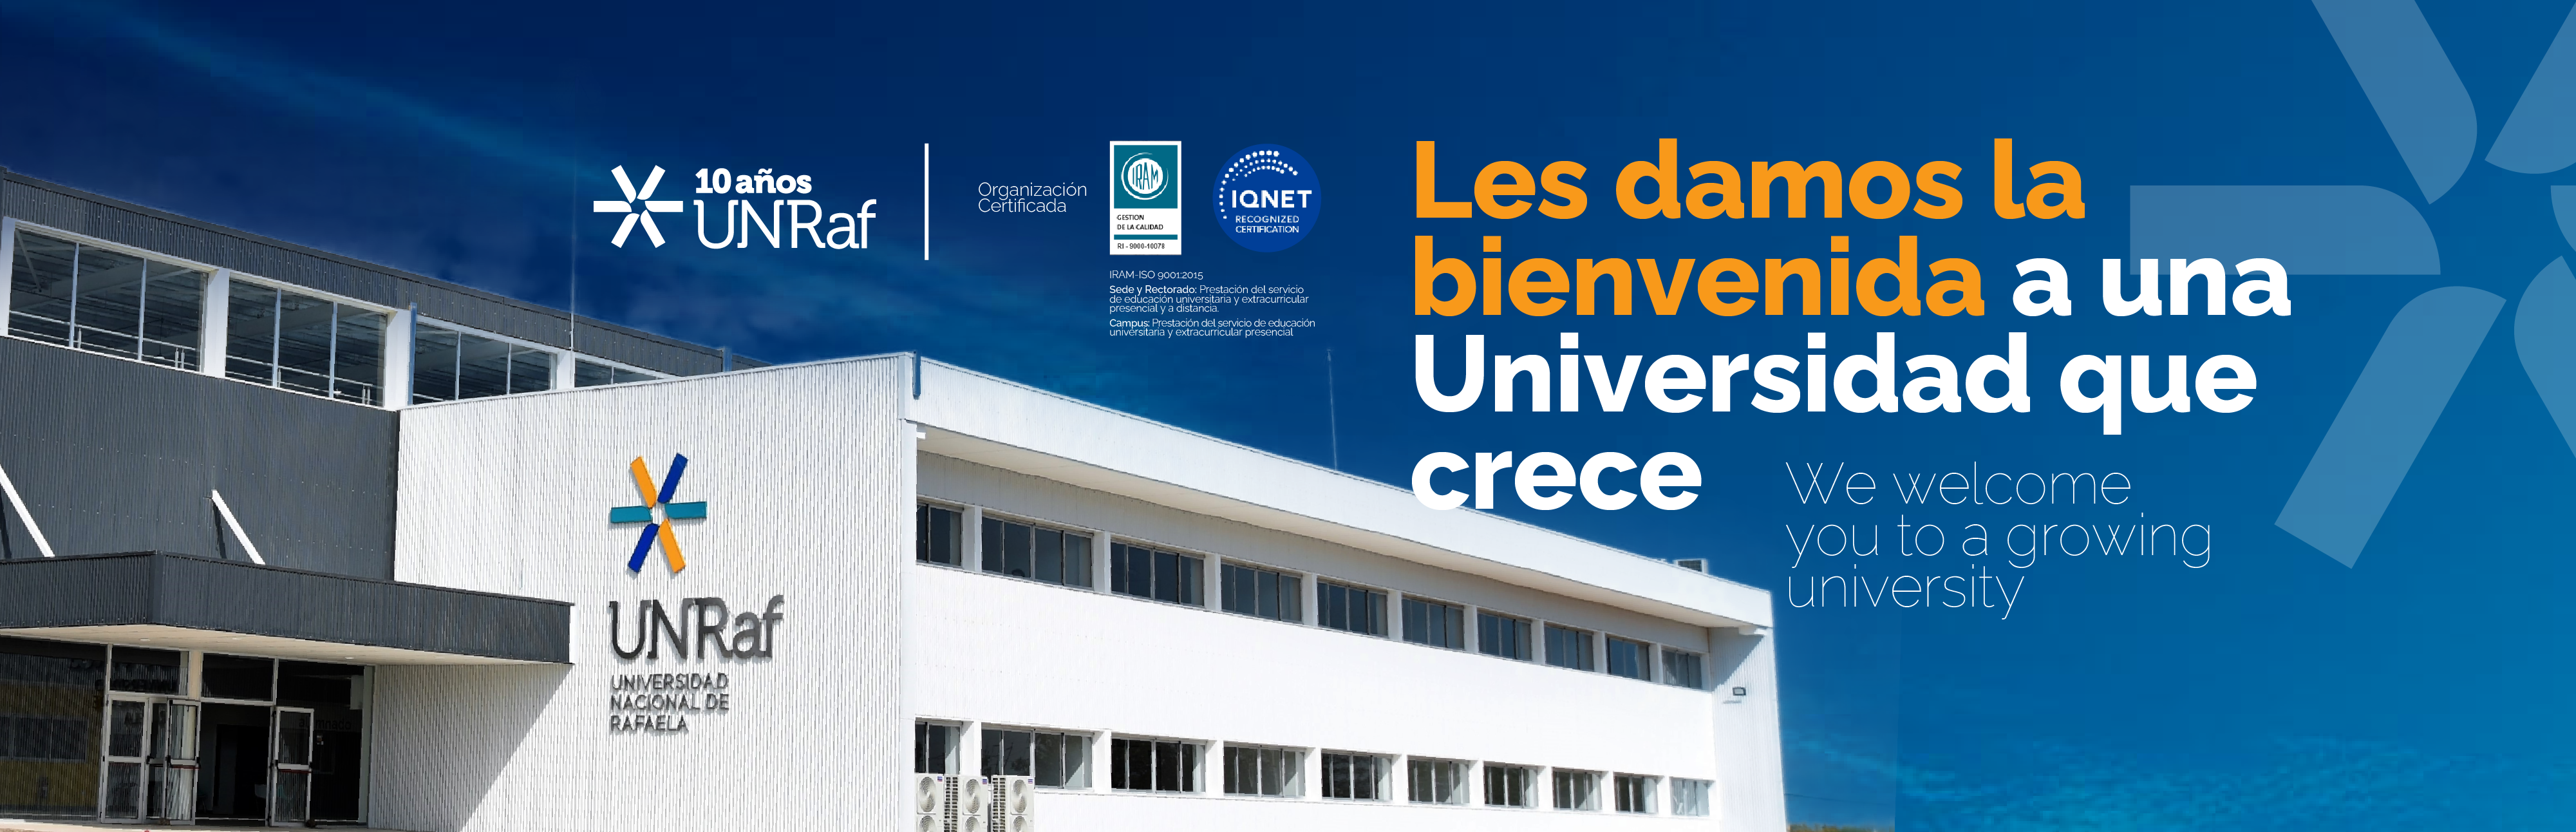 10 años
UNRaf
Organización
Certificada
IRAM
GESTION
DE LA CALIDAD
RI - 9000-10078
IQNET
RECOGNIZED
CERTIFICATION
IRAM-ISO 9001:2015
Sede y Rectorado: Prestación del servicio
de educación universitaria y extracurricular
presencial y a distancia.
Campus: Prestación del servicio de educación
universitaria y extracurricular presencial
Les damos la
bienvenida a una
Universidad que
crece
We welcome
you to a growing
university
UNRaf
UNIVERSIDAD
NACIONAL DE
RAFAELA